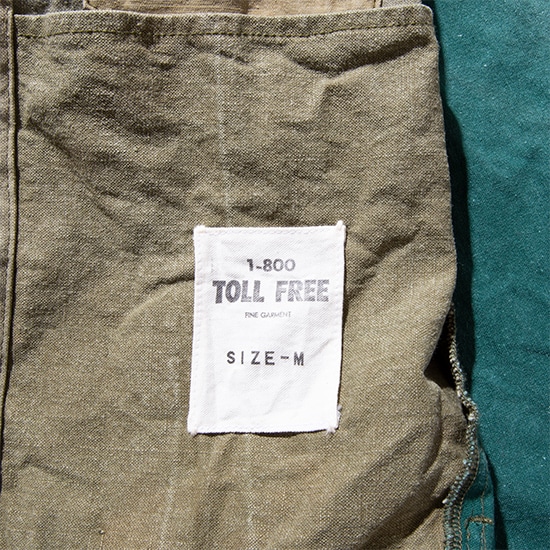 1-800
TOLL FREE
FINE GARMENT
SIZE-M